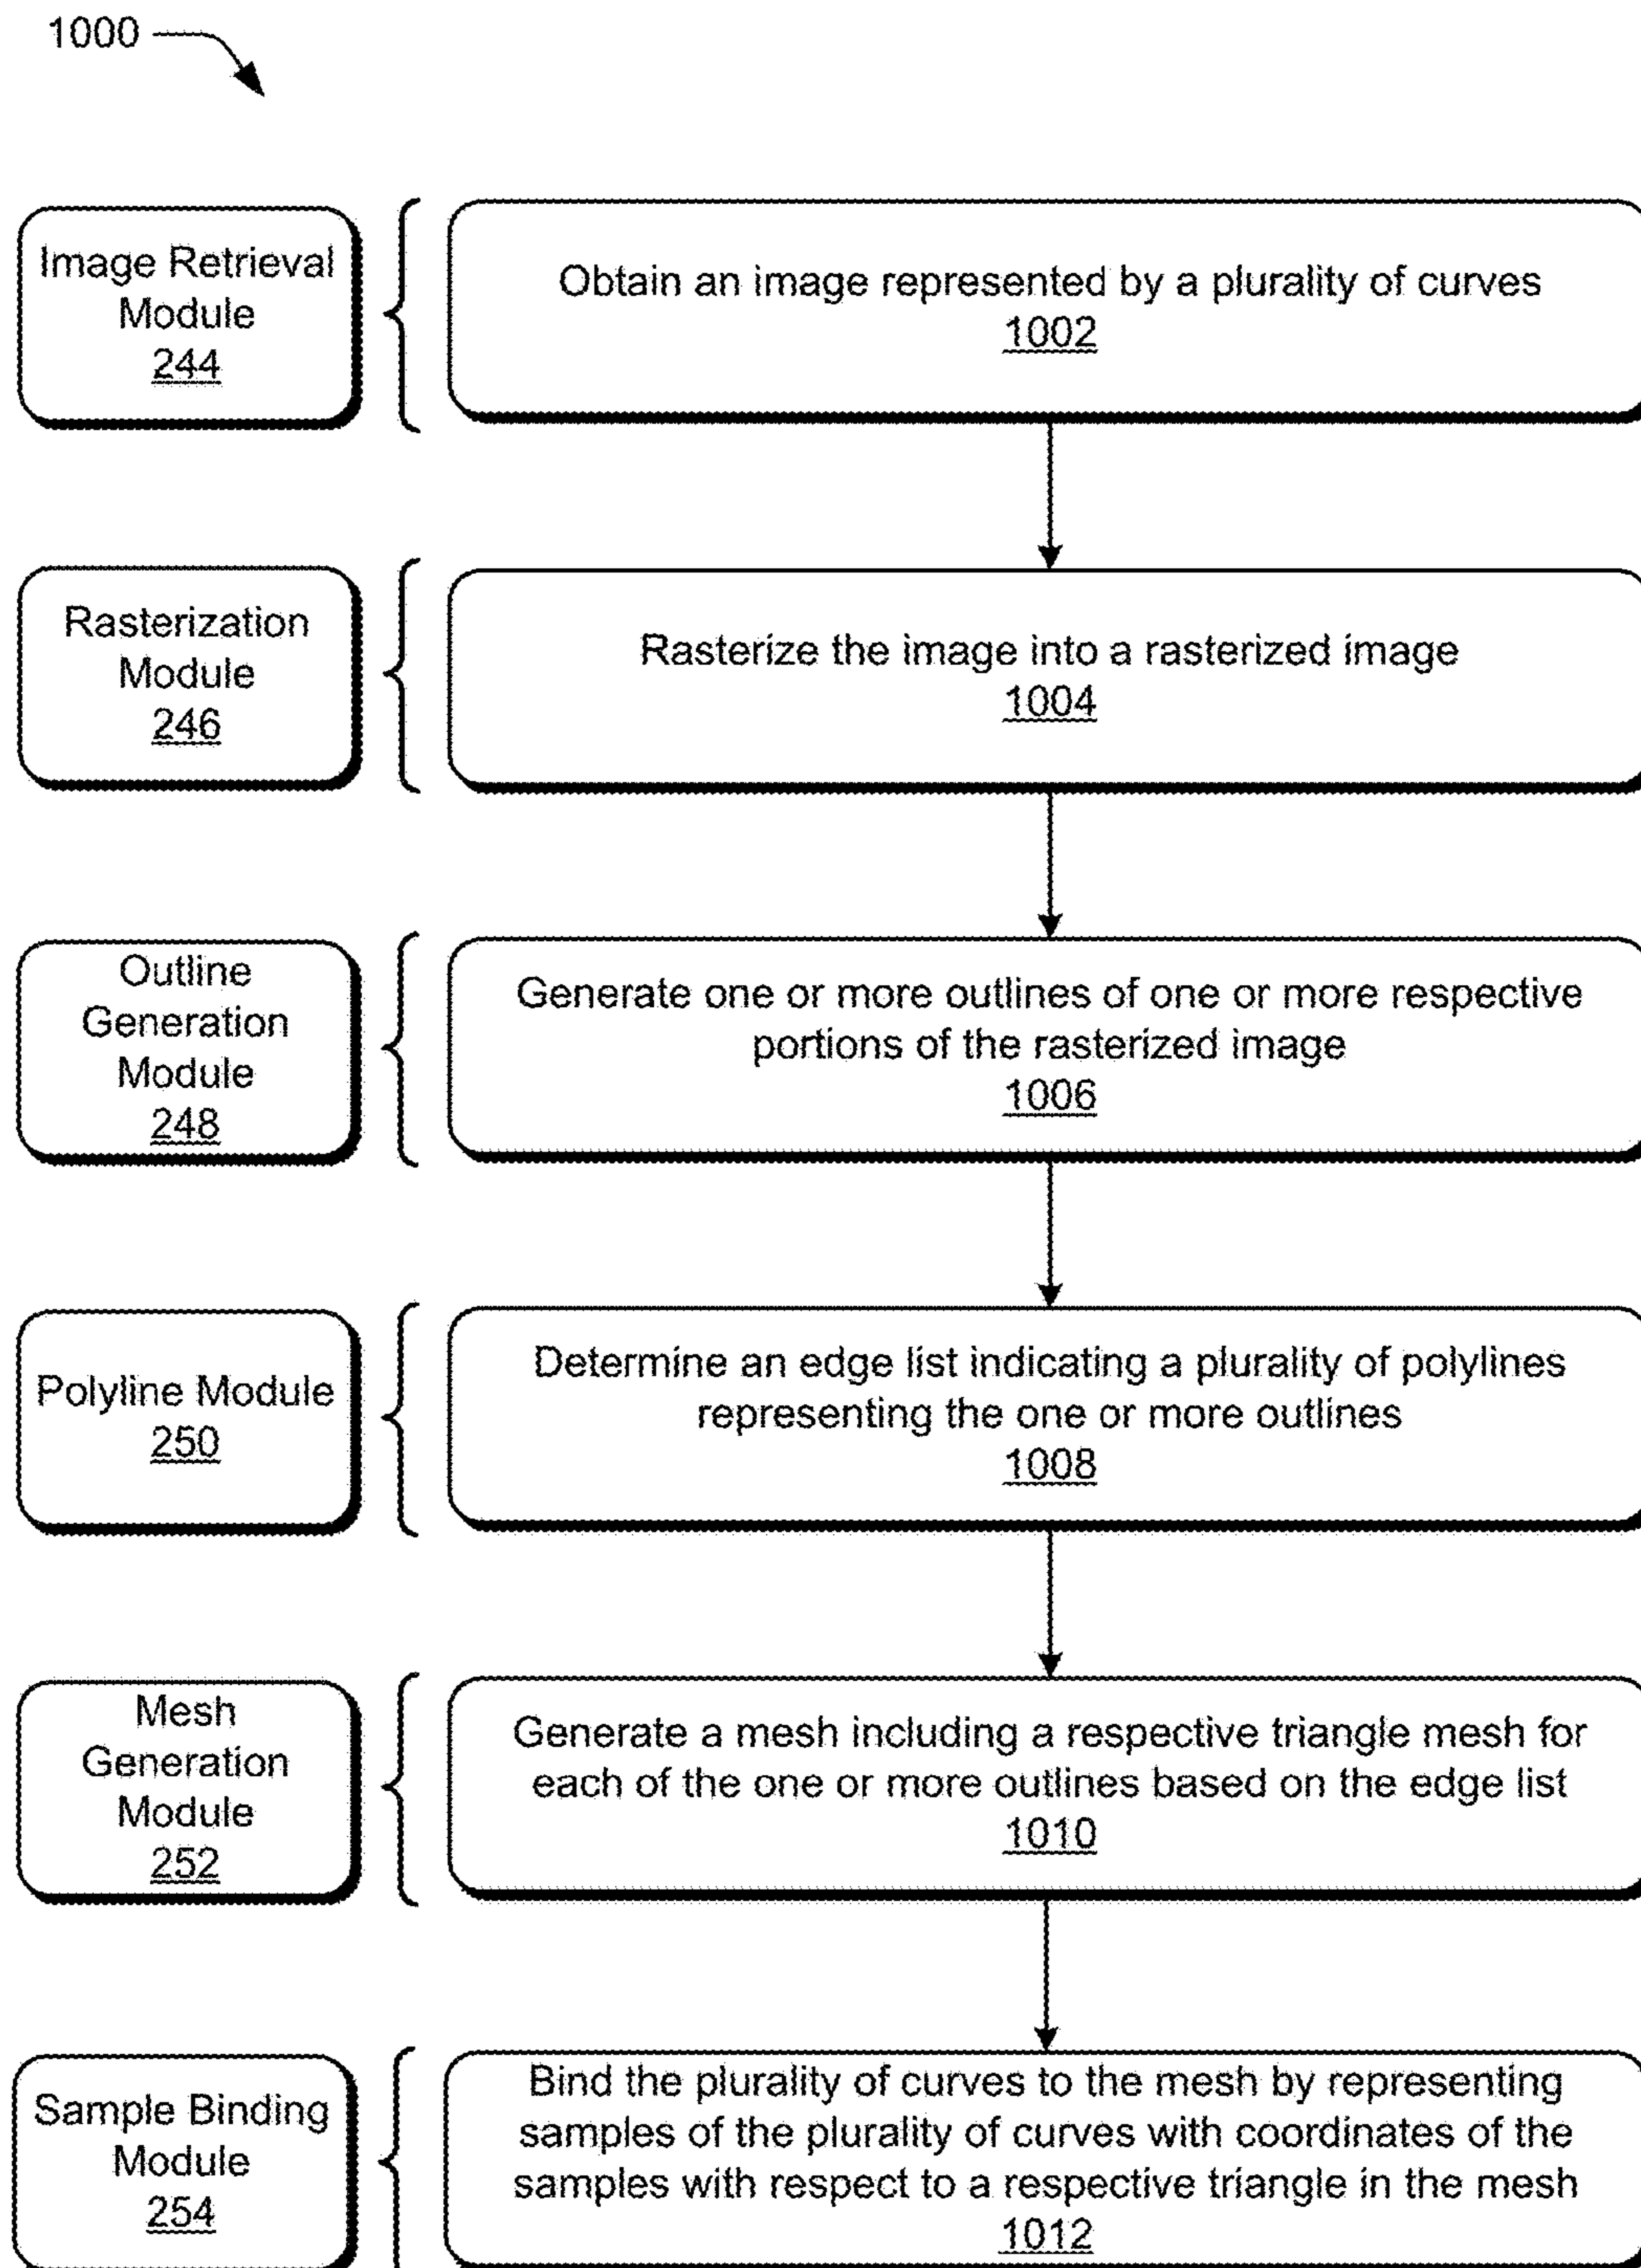 1000
Image Retrieval
Module
244
Obtain an image represented by a plurality of curves
1002
Rasterization
Module
246
Rasterize the image into a rasterized image
1004
Outline
Generation
Module
248
Generate one or more outlines of one or more respective
portions of the rasterized image
1006
Polyline Module
250
Determine an edge list indicating a plurality of polylines
representing the one or more outlines
1008
Mesh
Generation
Module
252
Generate a mesh including a respective triangle mesh for
each of the one or more outlines based on the edge list
1010
Sample Binding
Module
254
Bind the plurality of curves to the mesh by representing
samples of the plurality of curves with coordinates of the
samples with respect to a respective triangle in the mesh
1012